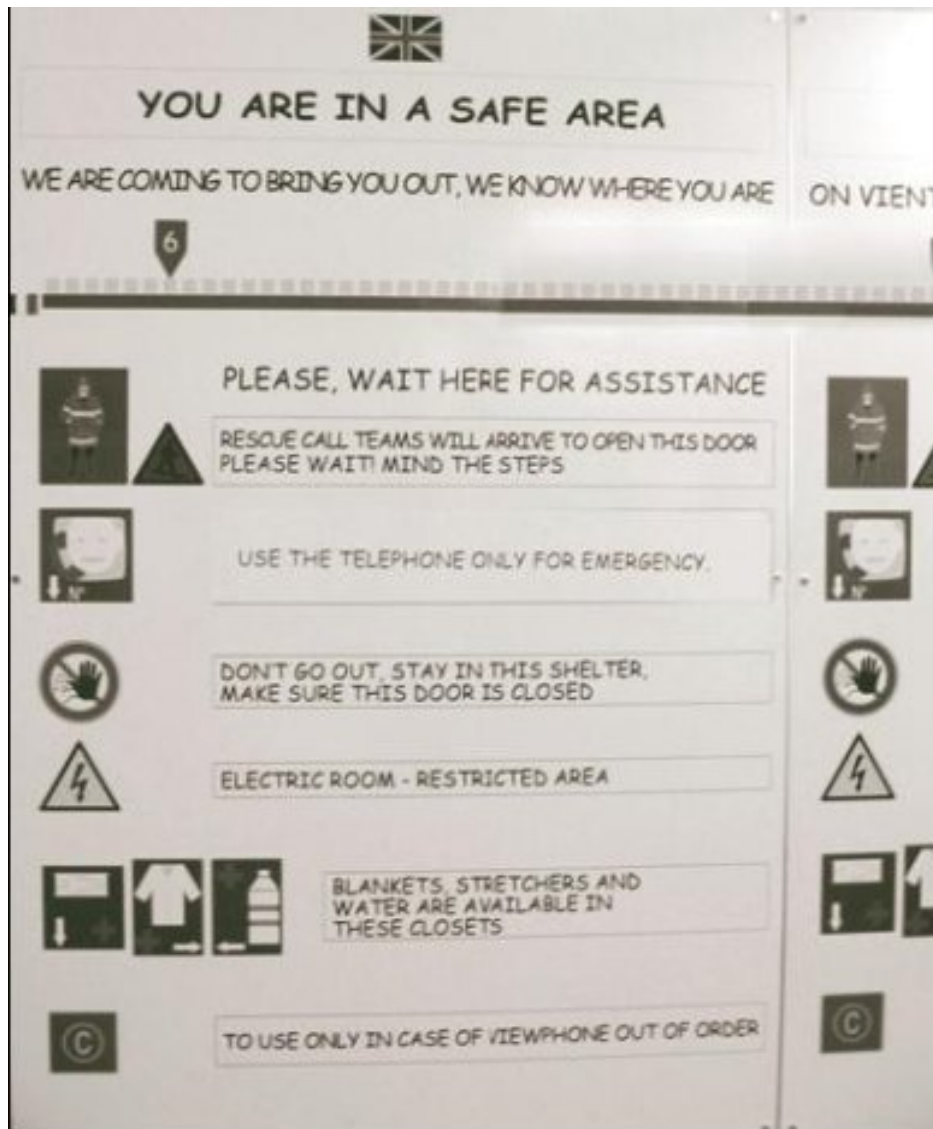 YOU ARE IN A SAFE AREA
WE ARE COMING TO BRING YOU OUT, WE KNOW WHERE YOU ARE
ON VIENT
6
PLEASE, WAIT HERE FOR ASSISTANCE
RESCUE CALL TEAMS WILL ARRIVE TO OPEN THIS DOOR
PLEASE WAIT! MIND THE STEPS
N°
N°
USE THE TELEPHONE ONLY FOR EMERGENCY.
DON'T GO OUT, STAY IN THIS SHELTER,
MAKE SURE THIS DOOR IS CLOSED
ELECTRIC ROOM - RESTRICTED AREA
BLANKETS, STRETCHERS AND
WATER ARE AVAILABLE IN
THESE CLOSETS
C
TO USE ONLY IN CASE OF VIEWPHONE OUT OF ORDER
C